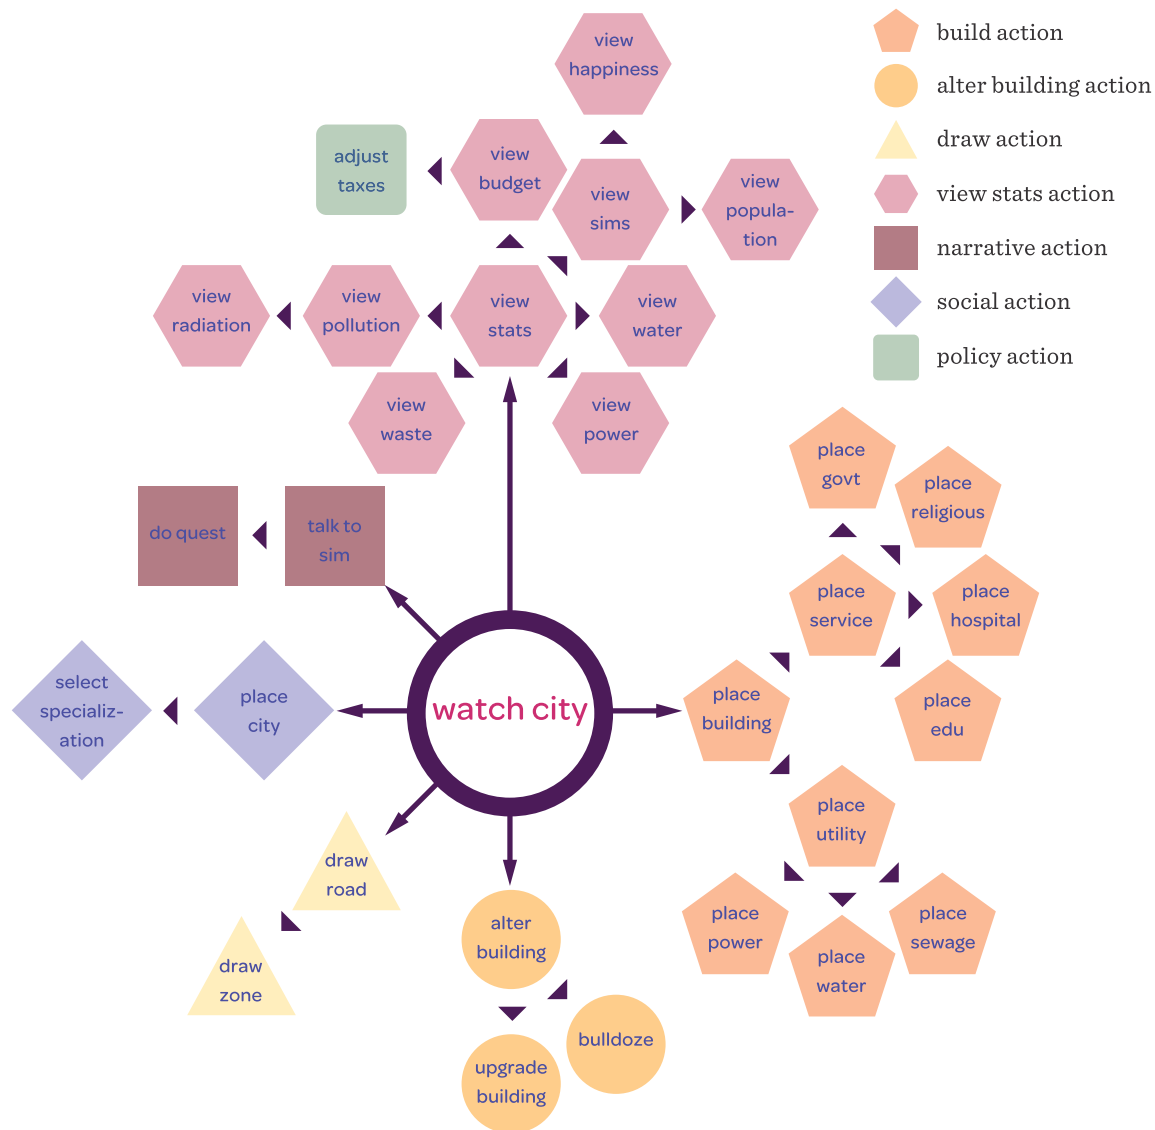 view
happiness
build action
alter building action
draw action
view stats action
narrative action
social action
policy action
adjust
taxes
view
budget
view
sims
view
popula-
tion
view
radiation
view
pollution
view
stats
view
water
view
waste
view
power
do quest
talk to
sim
select
specializ-
ation
place
city
watch city
draw
road
draw
zone
alter
building
bulldoze
upgrade
building
place
govt
place
religious
place
service
place
hospital
place
building
place
edu
place
utility
place
power
place
water
place
sewage